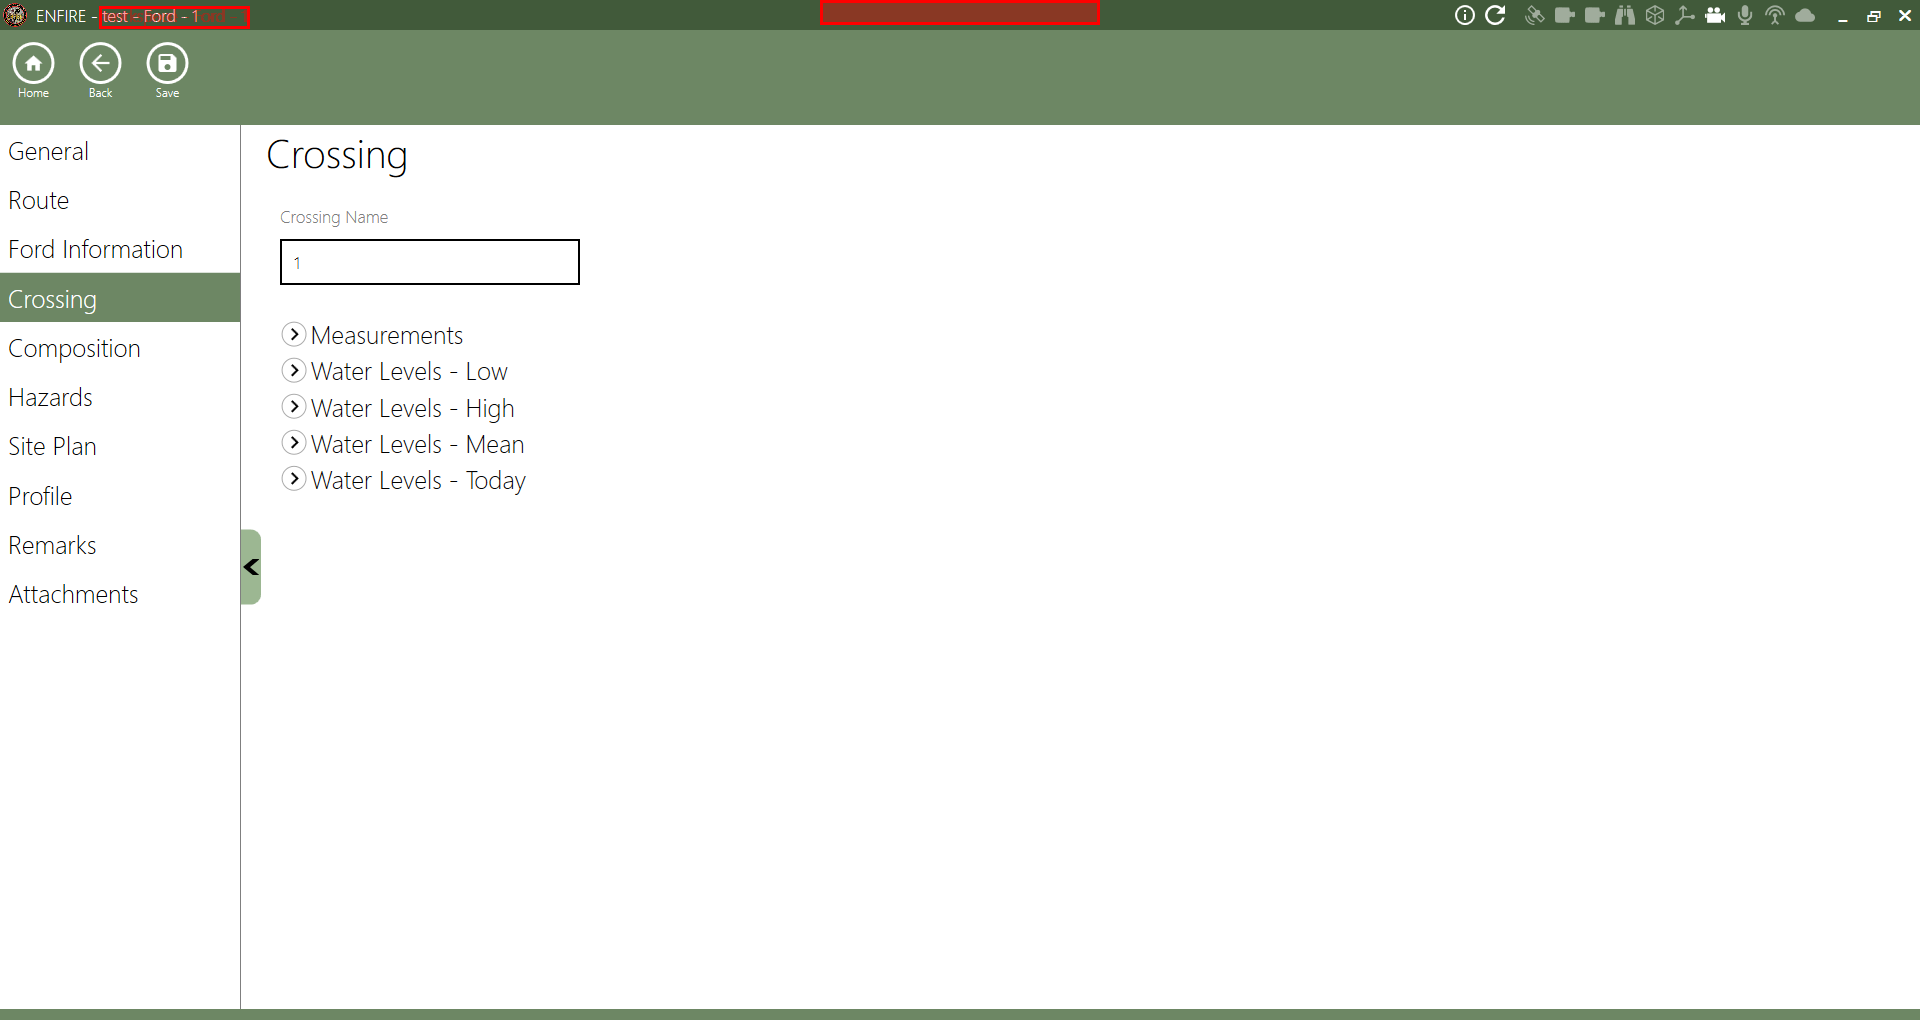 ENFIRE - test - Ford - 1
Home
Back
Save
General
Route
Ford Information
Crossing
Composition
Hazards
Site Plan
Profile
Remarks
Attachments
Crossing
Crossing Name
1
Measurements
Water Levels - Low
Water Levels - High
Water Levels - Mean
Water Levels - Today